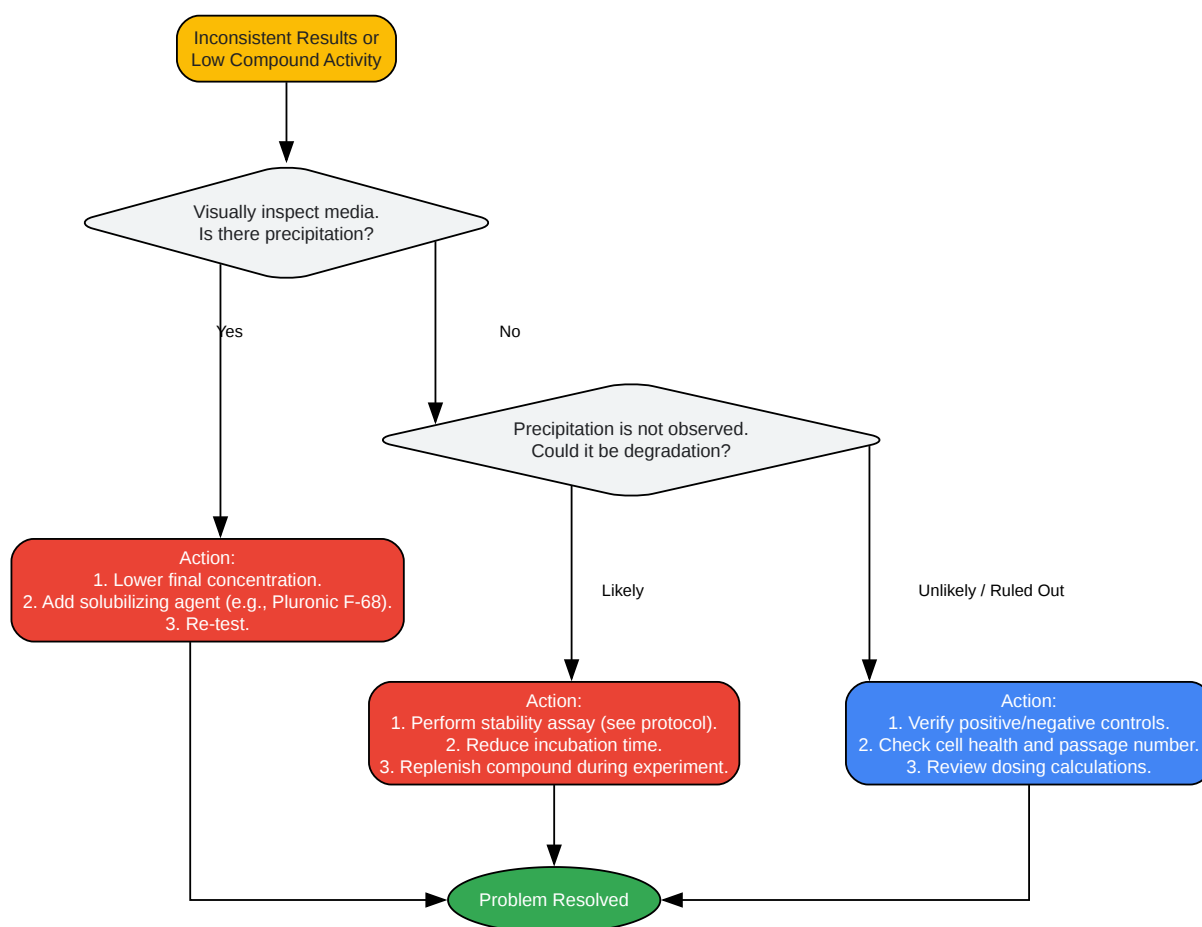 Inconsistent Results or
Low Compound Activity
Visually inspect media.
Is there precipitation?
Yes
No
Precipitation is not observed.
Could it be degradation?
Action:
1. Lower final concentration.
2. Add solubilizing agent (e.g., Pluronic F-68).
3. Re-test.
Likely
Unlikely / Ruled Out
Action:
1. Perform stability assay (see protocol).
2. Reduce incubation time.
3. Replenish compound during experiment.
Action:
1. Verify positive/negative controls.
2. Check cell health and passage number.
3. Review dosing calculations.
Problem Resolved